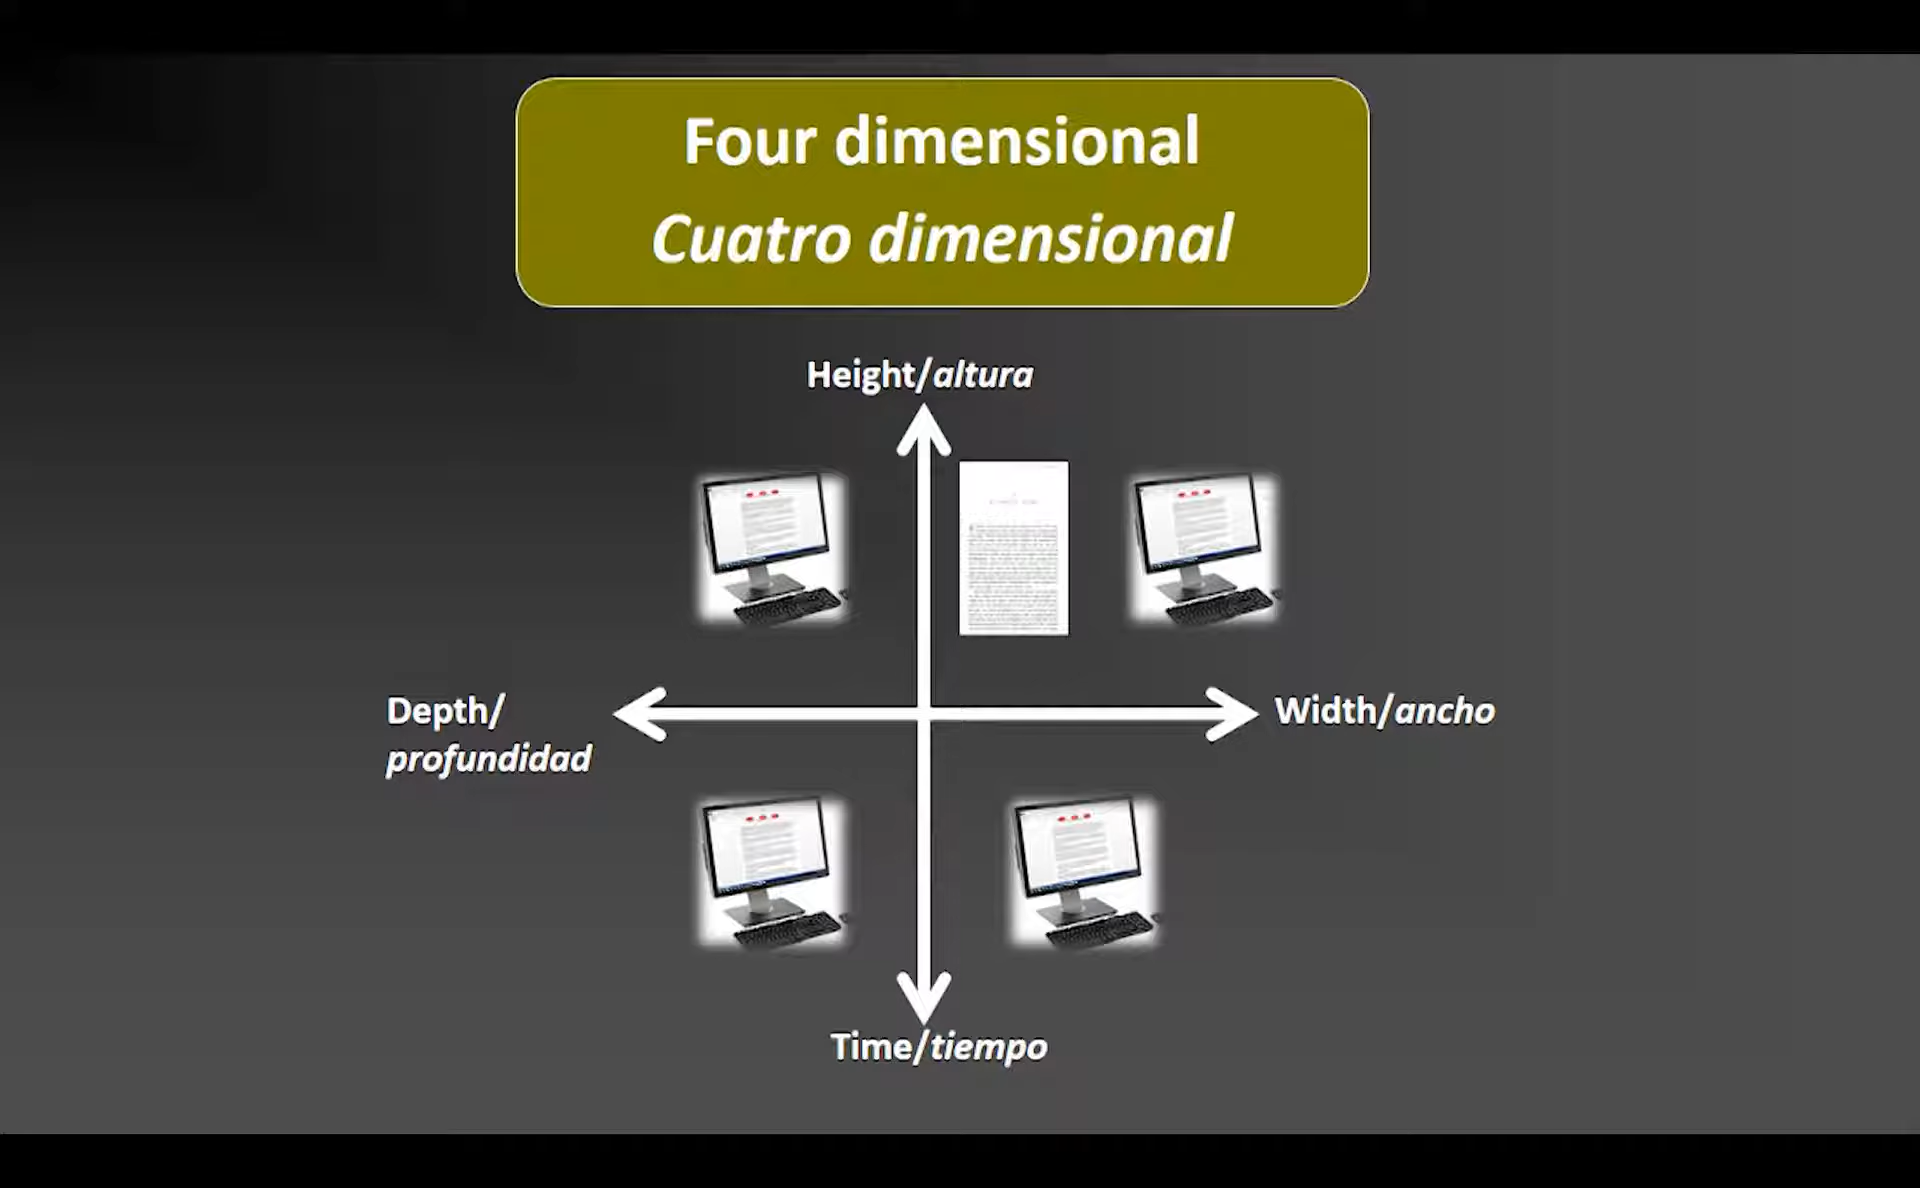 Four dimensional
Cuatro dimensional
Height/altura
Depth/
profundidad
Width/ancho
Time/tiempo